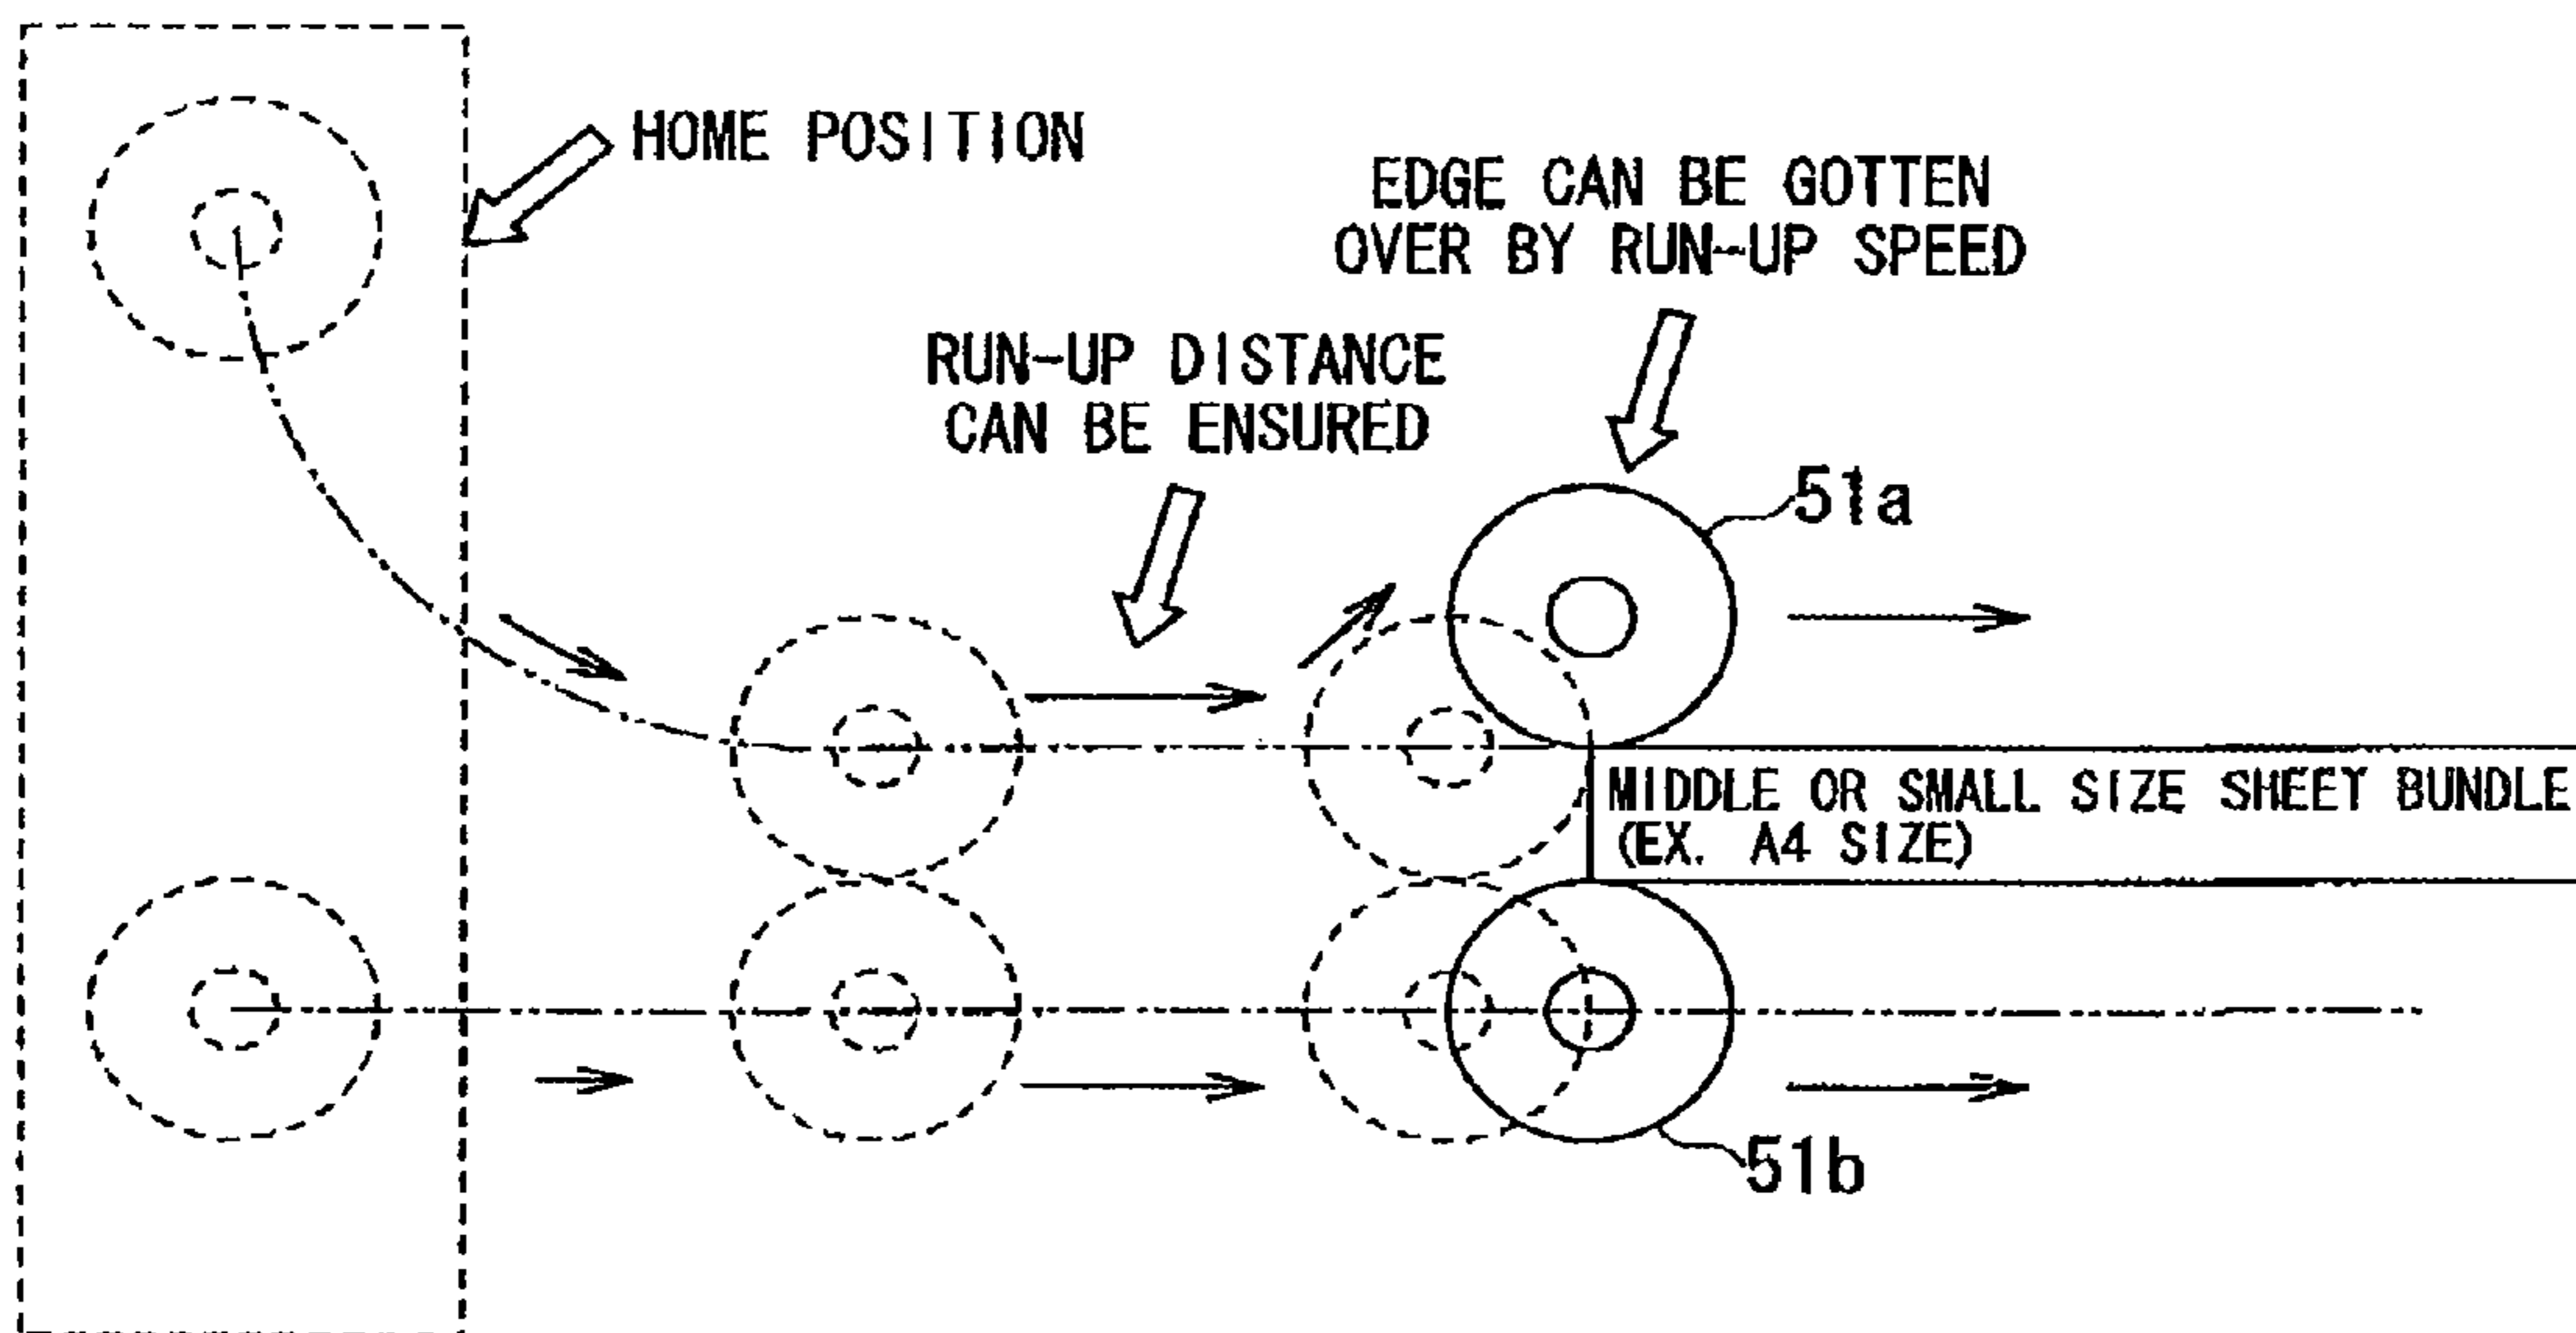 HOME POSITION
EDGE CAN BE GOTTEN
OVER BY RUN-UP SPEED
RUN-UP DISTANCE
CAN BE ENSURED
51a
MIDDLE OR SMALL SIZE SHEET BUNDLE
(EX. A4 SIZE)
51b